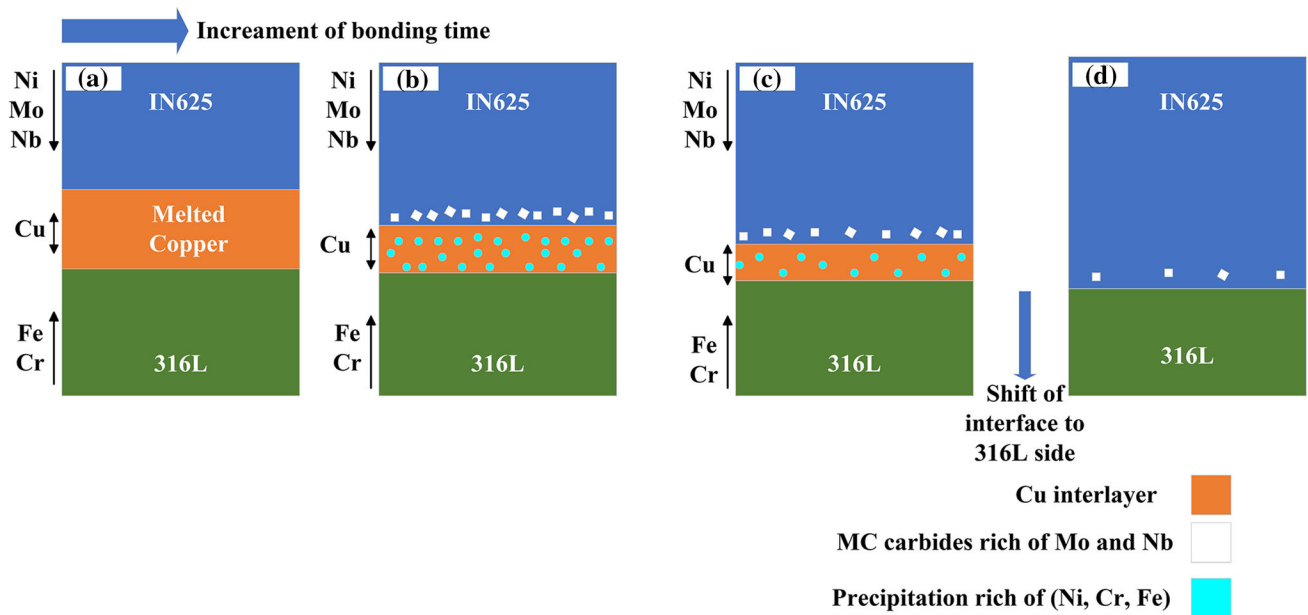 Increament of bonding time
Ni
Mo
Nb
(a)
IN625
Cu
Melted
Copper
Fe
Cr
316L
Ni
Mo
Nb
(b)
IN625
Cu
Fe
Cr
316L
Ni
Mo
Nb
(c)
IN625
Cu
Fe
Cr
316L
(d)
IN625
316L
Shift of
interface to
316L side
Cu interlayer
MC carbides rich of Mo and Nb
Precipitation rich of (Ni, Cr, Fe)